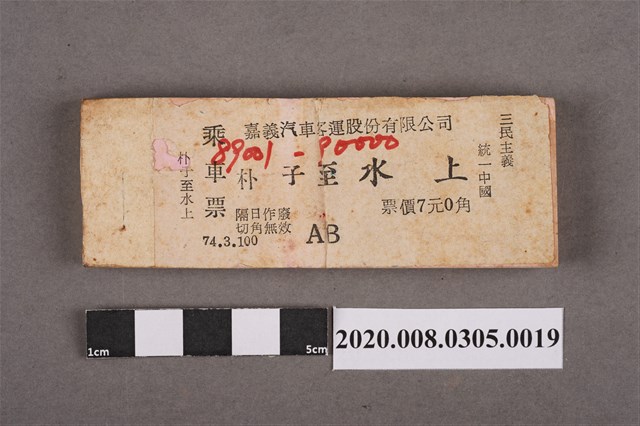 嘉義汽車客運股份有限公司
89001-90000
乘車票
朴子至水上
朴子至水上
票價7元0角
隔日作廢
切角無效
74.3.100
AB
三民主義
統一中國
1cm
5cm
2020.008.0305.0019